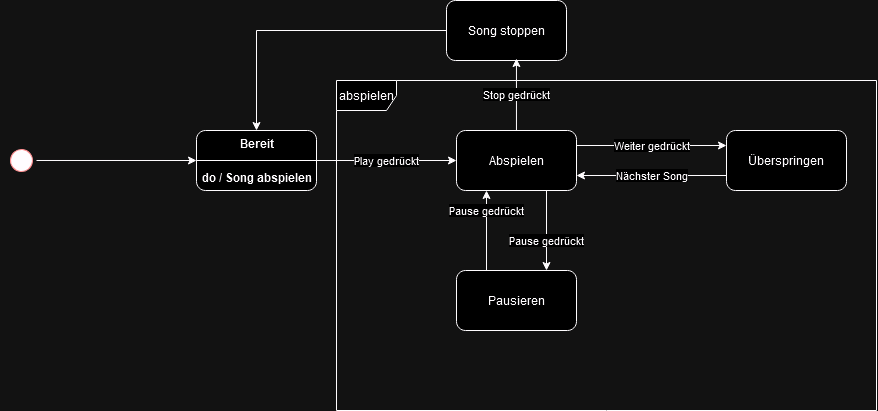 Song stoppen
abspielen
Stop gedrückt
Bereit
do / Song abspielen
Play gedrückt
Abspielen
Weiter gedrückt
Nächster Song
Überspringen
Pause gedrückt
Pause gedrückt
Pausieren